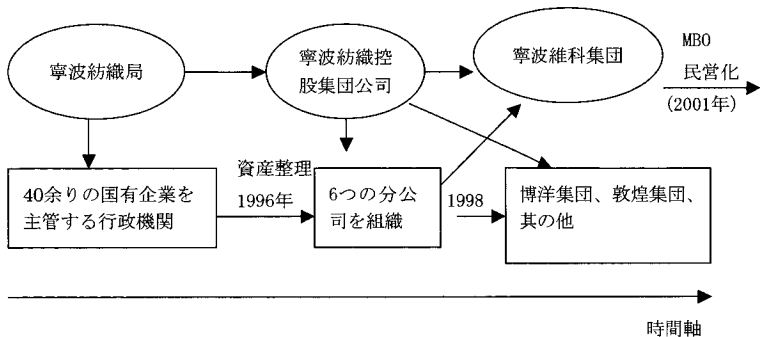 寧波紡織局
寧波紡織控
股集団公司
寧波維科集団
MBO
民営化
(2001年)
40余りの国有企業を
主管する行政機関
資産整理
1996年
6つの分公
司を組織
1998
博洋集団、敦煌集団、
其の他
時間軸